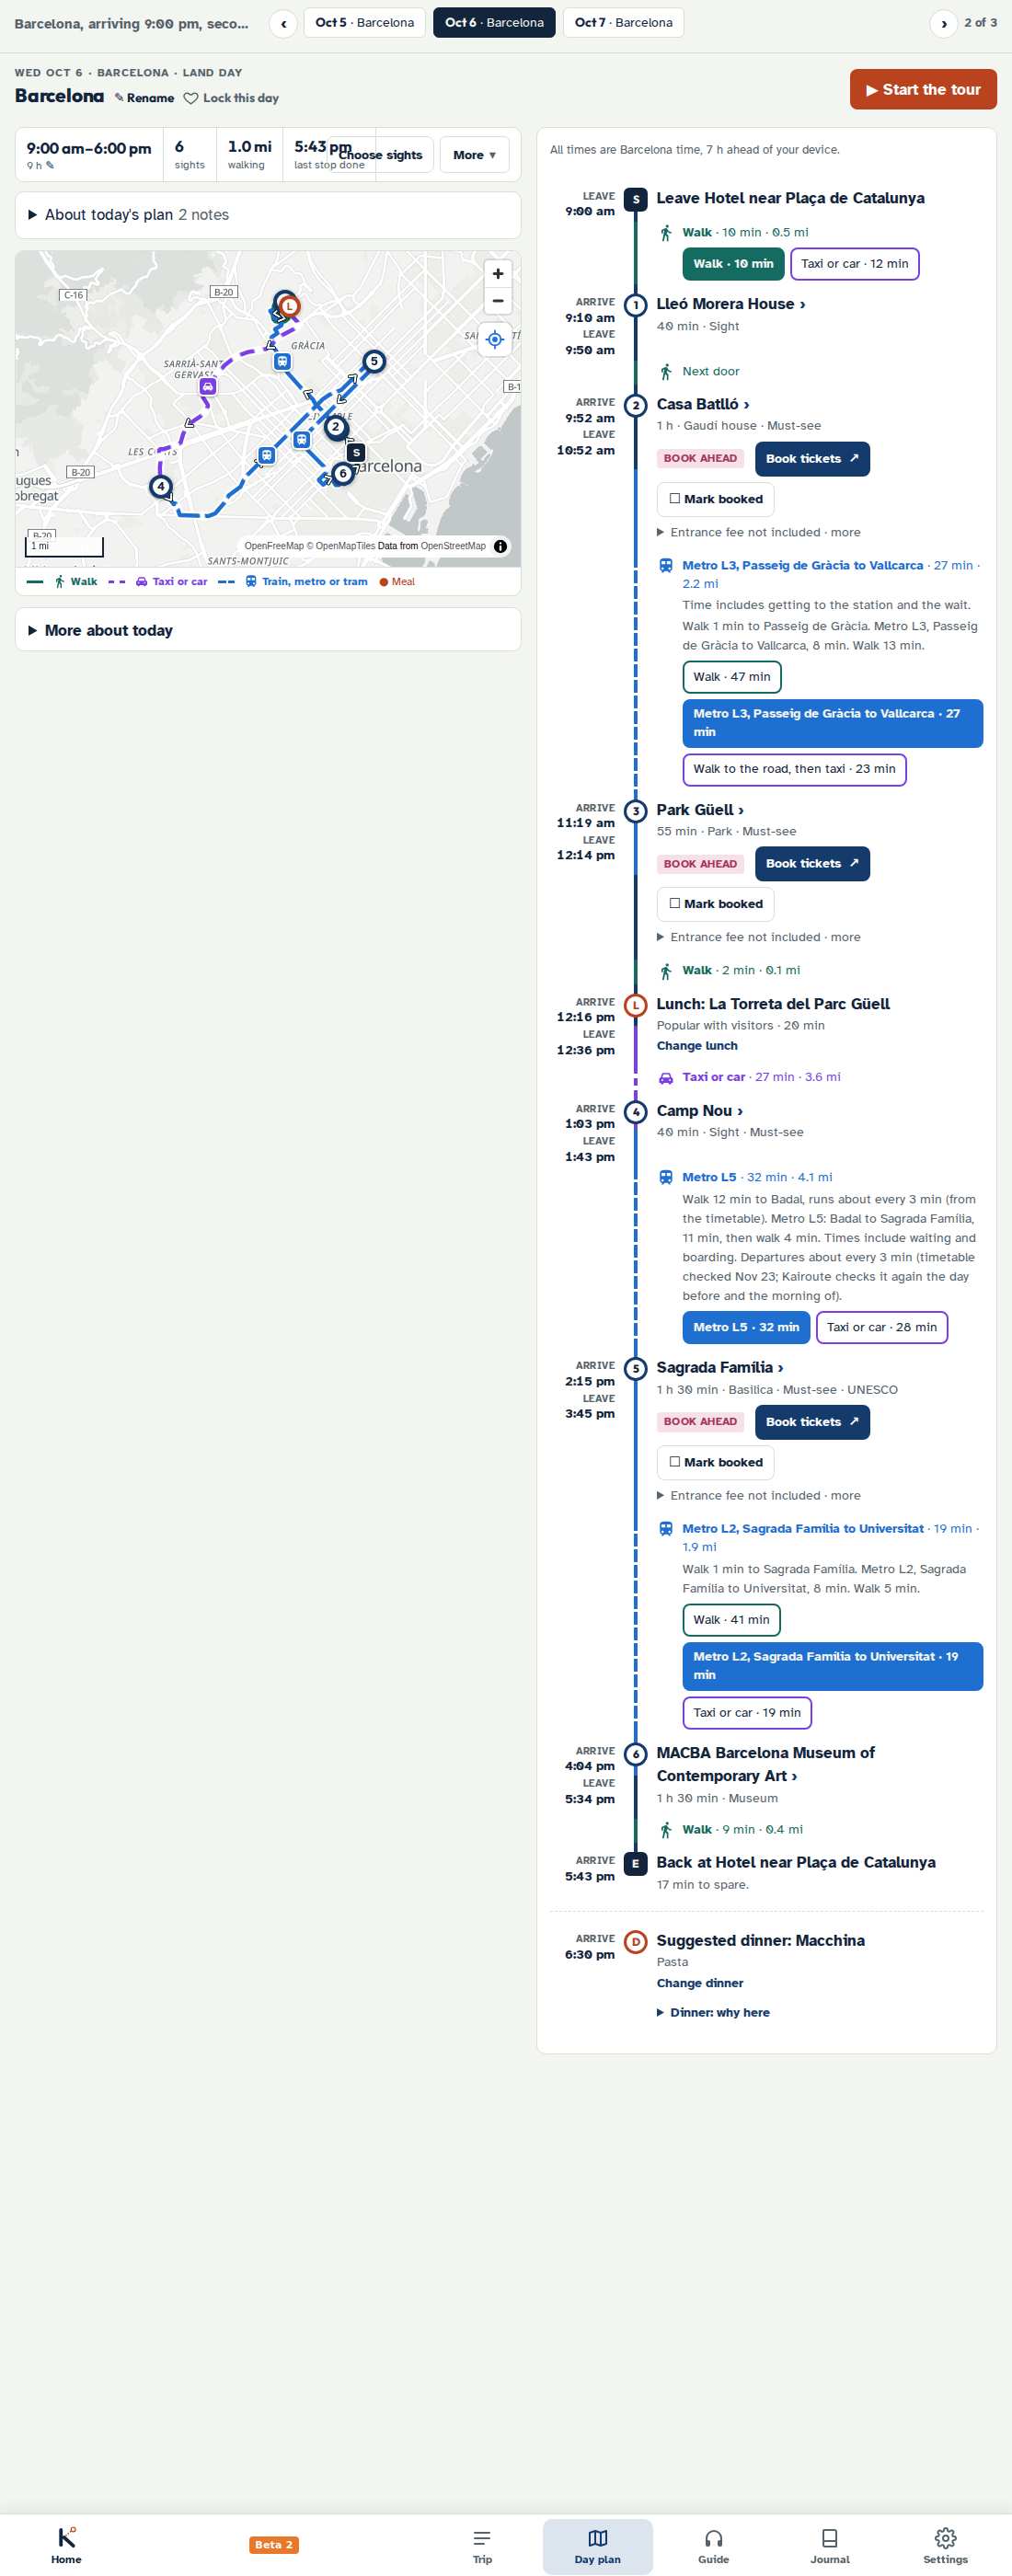 Barcelona, arriving 9:00 pm, seco...
‹
Oct 5 · Barcelona
Oct 6 · Barcelona
Oct 7 · Barcelona
›
2 of 3
WED OCT 6 · BARCELONA · LAND DAY
Barcelona
✎ Rename
Lock this day
▶ Start the tour
9:00 am–6:00 pm
9 h ✎
6
sights
1.0 mi
walking
5:43 pm
last stop done
Choose sights
More ▾
▶ About today's plan 2 notes
C-16
B-20
GRÀCIA
SARRIÀ-SANT
B-20
Barcelona
B-20
1 mi
SANTS-MONTJUÏC
S
L
2
4
5
6
+
−
OpenFreeMap © OpenMapTiles Data from OpenStreetMap
Walk
Taxi or car
Train, metro or tram
Meal
▶ More about today
All times are Barcelona time, 7 h ahead of your device.
LEAVE
9:00 am
S
Leave Hotel near Plaça de Catalunya
Walk · 10 min · 0.5 mi
Walk · 10 min
Taxi or car · 12 min
ARRIVE
9:10 am
LEAVE
9:50 am
1
Lleó Morera House ›
40 min · Sight
Next door
ARRIVE
9:52 am
LEAVE
10:52 am
2
Casa Batlló ›
1 h · Gaudí house · Must-see
BOOK AHEAD
Book tickets ↗
☐ Mark booked
▶ Entrance fee not included · more
Metro L3, Passeig de Gràcia to Vallcarca · 27 min ·
2.2 mi
Time includes getting to the station and the wait.
Walk 1 min to Passeig de Gràcia. Metro L3, Passeig
de Gràcia to Vallcarca, 8 min. Walk 13 min.
Walk · 47 min
Metro L3, Passeig de Gràcia to Vallcarca · 27
min
Walk to the road, then taxi · 23 min
ARRIVE
11:19 am
LEAVE
12:14 pm
3
Park Güell ›
55 min · Park · Must-see
BOOK AHEAD
Book tickets ↗
☐ Mark booked
▶ Entrance fee not included · more
Walk · 2 min · 0.1 mi
ARRIVE
12:16 pm
LEAVE
12:36 pm
L
Lunch: La Torreta del Parc Güell
Popular with visitors · 20 min
Change lunch
Taxi or car · 27 min · 3.6 mi
ARRIVE
1:03 pm
LEAVE
1:43 pm
4
Camp Nou ›
40 min · Sight · Must-see
Metro L5 · 32 min · 4.1 mi
Walk 12 min to Badal, runs about every 3 min (from
the timetable). Metro L5: Badal to Sagrada Família,
11 min, then walk 4 min. Times include waiting and
boarding. Departures about every 3 min (timetable
checked Nov 23; Kairoute checks it again the day
before and the morning of).
Metro L5 · 32 min
Taxi or car · 28 min
ARRIVE
2:15 pm
LEAVE
3:45 pm
5
Sagrada Família ›
1 h 30 min · Basilica · Must-see · UNESCO
BOOK AHEAD
Book tickets ↗
☐ Mark booked
▶ Entrance fee not included · more
Metro L2, Sagrada Família to Universitat · 19 min ·
1.9 mi
Walk 1 min to Sagrada Família. Metro L2, Sagrada
Família to Universitat, 8 min. Walk 5 min.
Walk · 41 min
Metro L2, Sagrada Família to Universitat · 19
min
Taxi or car · 19 min
ARRIVE
4:04 pm
LEAVE
5:34 pm
6
MACBA Barcelona Museum of
Contemporary Art ›
1 h 30 min · Museum
Walk · 9 min · 0.4 mi
ARRIVE
5:43 pm
E
Back at Hotel near Plaça de Catalunya
17 min to spare.
ARRIVE
6:30 pm
D
Suggested dinner: Macchina
Pasta
Change dinner
▶ Dinner: why here
Home
Beta 2
Trip
Day plan
Guide
Journal
Settings